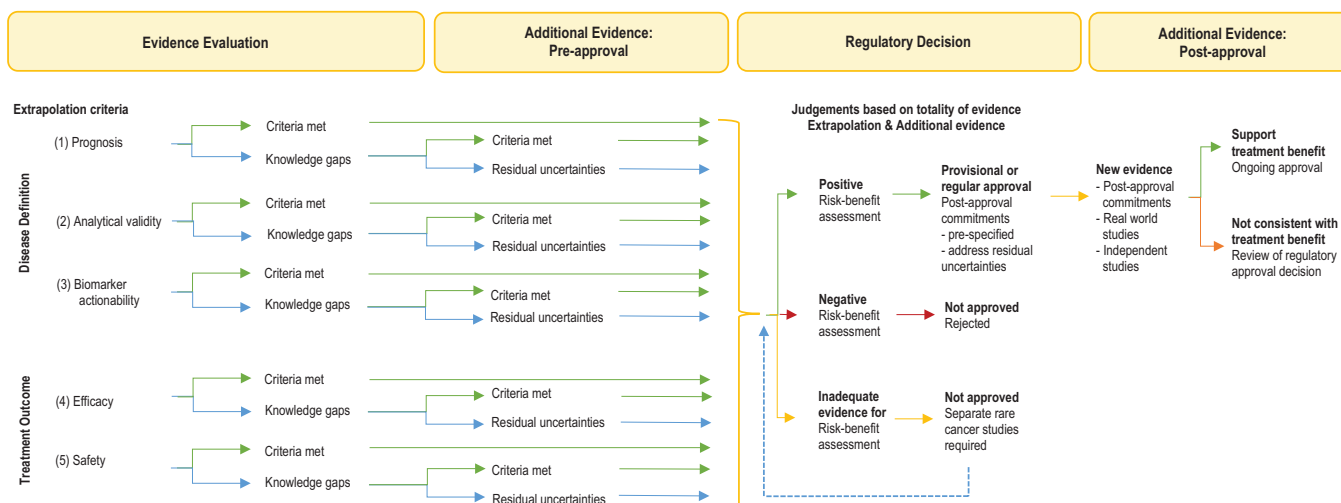 Evidence Evaluation
Additional Evidence:
Pre-approval
Regulatory Decision
Additional Evidence:
Post-approval
Extrapolation criteria
Disease Definition
(1) Prognosis
Criteria met
Knowledge gaps
Criteria met
Residual uncertainties
(2) Analytical validity
Criteria met
Knowledge gaps
Criteria met
Residual uncertainties
(3) Biomarker
actionability
Criteria met
Knowledge gaps
Criteria met
Residual uncertainties
Treatment Outcome
(4) Efficacy
Criteria met
Knowledge gaps
Criteria met
Residual uncertainties
(5) Safety
Criteria met
Knowledge gaps
Criteria met
Residual uncertainties
Judgements based on totality of evidence
Extrapolation & Additional evidence
Positive
Risk-benefit
assessment
Provisional or
regular approval
Post-approval
commitments
- pre-specified
- address residual
uncertainties
Negative
Risk-benefit
assessment
Not approved
Rejected
Inadequate
evidence for
Risk-benefit
assessment
Not approved
Separate rare
cancer studies
required
New evidence
- Post-approval
commitments
- Real world
studies
- Independent
studies
Support
treatment benefit
Ongoing approval
Not consistent with
treatment benefit
Review of regulatory
approval decision